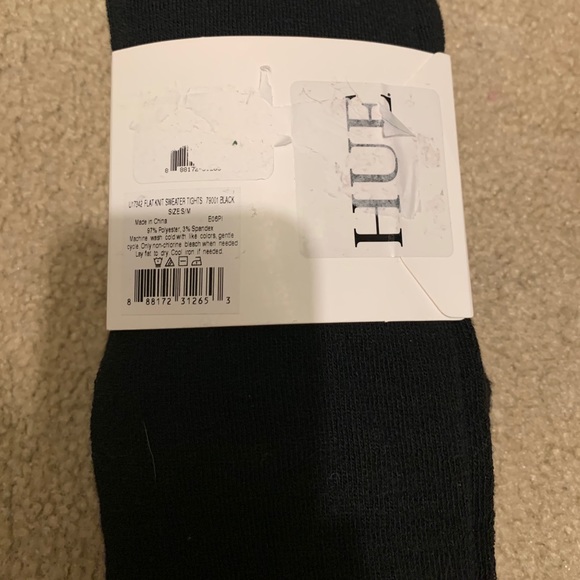 HUE
U17042 FLAT KNIT SWEATER TIGHTS 79001 BLACK
SIZE:S/M
Made in China E06PI
97% Polyester, 3% Spandex
Machine wash cold with like colors, gentle
cycle. Only non-chlorine bleach when needed
Lay flat to dry. Cool iron if needed.
8 88172 31265 3